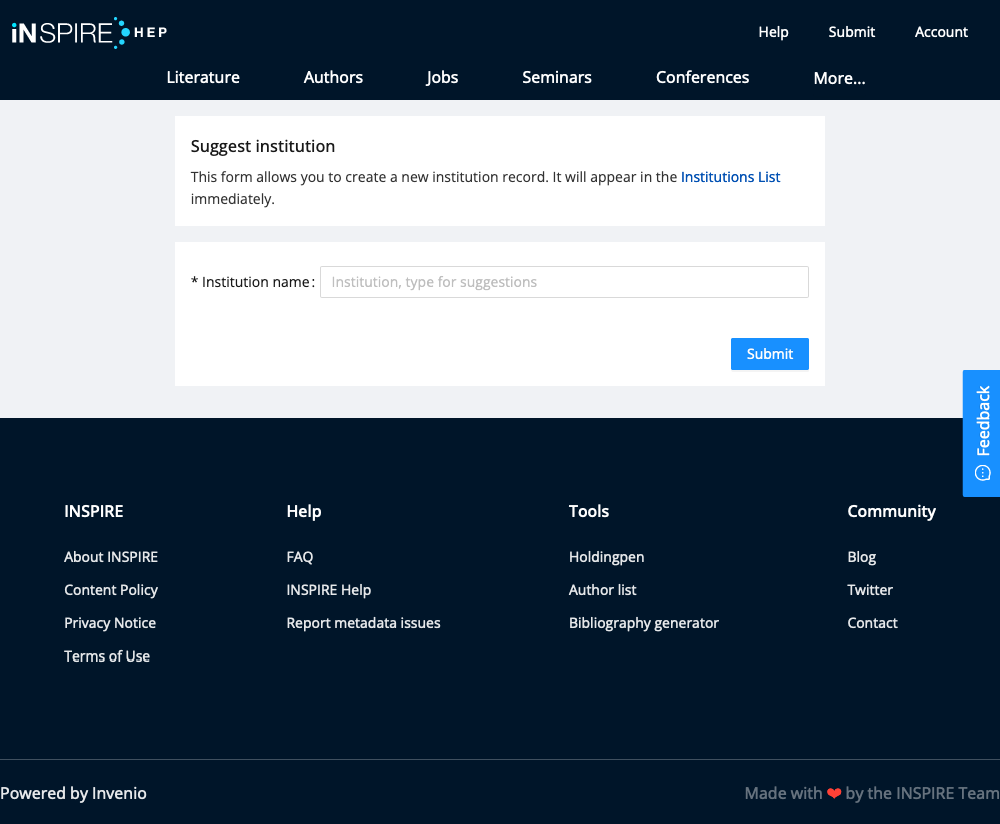 iNSPIRE HEP
Help Submit Account
Literature Authors Jobs Seminars Conferences More...
Suggest institution
This form allows you to create a new institution record. It will appear in the Institutions List
immediately.
* Institution name: Institution, type for suggestions
Submit
Feedback
INSPIRE Help Tools Community
About INSPIRE FAQ Holdingpen Blog
Content Policy INSPIRE Help Author list Twitter
Privacy Notice Report metadata issues Bibliography generator Contact
Terms of Use
Powered by Invenio Made with ❤ by the INSPIRE Team